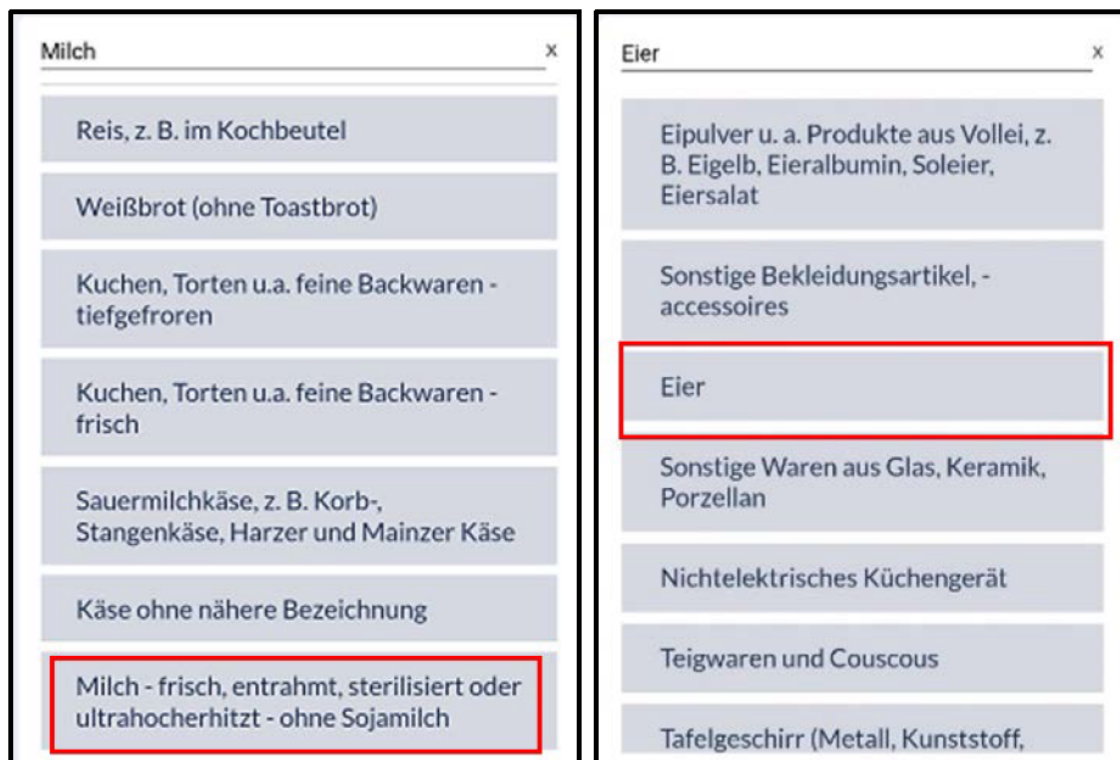 Milch x
Reis, z. B. im Kochbeutel
Weißbrot (ohne Toastbrot)
Kuchen, Torten u.a. feine Backwaren -
tiefgefroren
Kuchen, Torten u.a. feine Backwaren -
frisch
Sauermilchkäse, z. B. Korb-,
Stangenkäse, Harzer und Mainzer Käse
Käse ohne nähere Bezeichnung
Milch - frisch, entrahmt, sterilisiert oder
ultrahocherhitzt - ohne Sojamilch
Eier x
Eipulver u. a. Produkte aus Vollei, z.
B. Eigelb, Eieralbumin, Soleier,
Eiersalat
Sonstige Bekleidungsartikel, -
accessoires
Eier
Sonstige Waren aus Glas, Keramik,
Porzellan
Nichtelektrisches Küchengerät
Teigwaren und Couscous
Tafelgeschirr (Metall, Kunststoff,